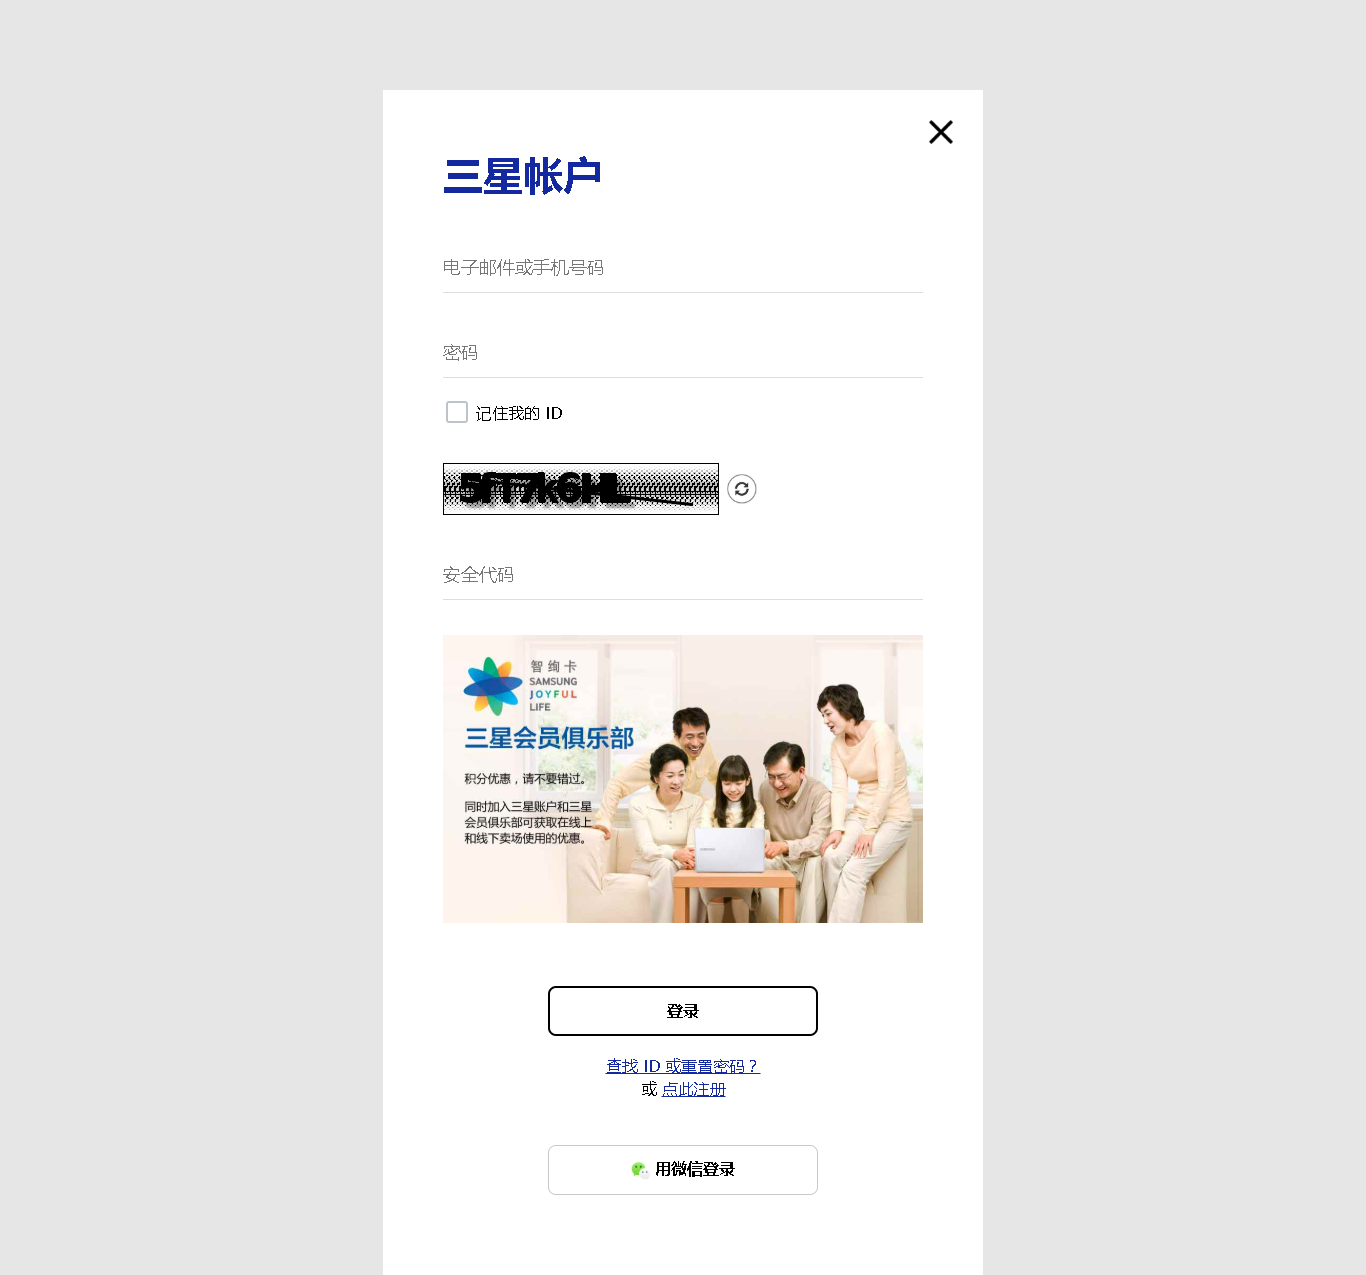 三星帐户
电子邮件或手机号码
密码
记住我的 ID
5fT7k6HL
安全代码
智绚卡
SAMSUNG
JOYFUL
LIFE
三星会员俱乐部
积分优惠，请不要错过。
同时加入三星账户和三星
会员俱乐部可获取在线上
和线下卖场使用的优惠。
登录
查找 ID 或重置密码？
或 点此注册
用微信登录